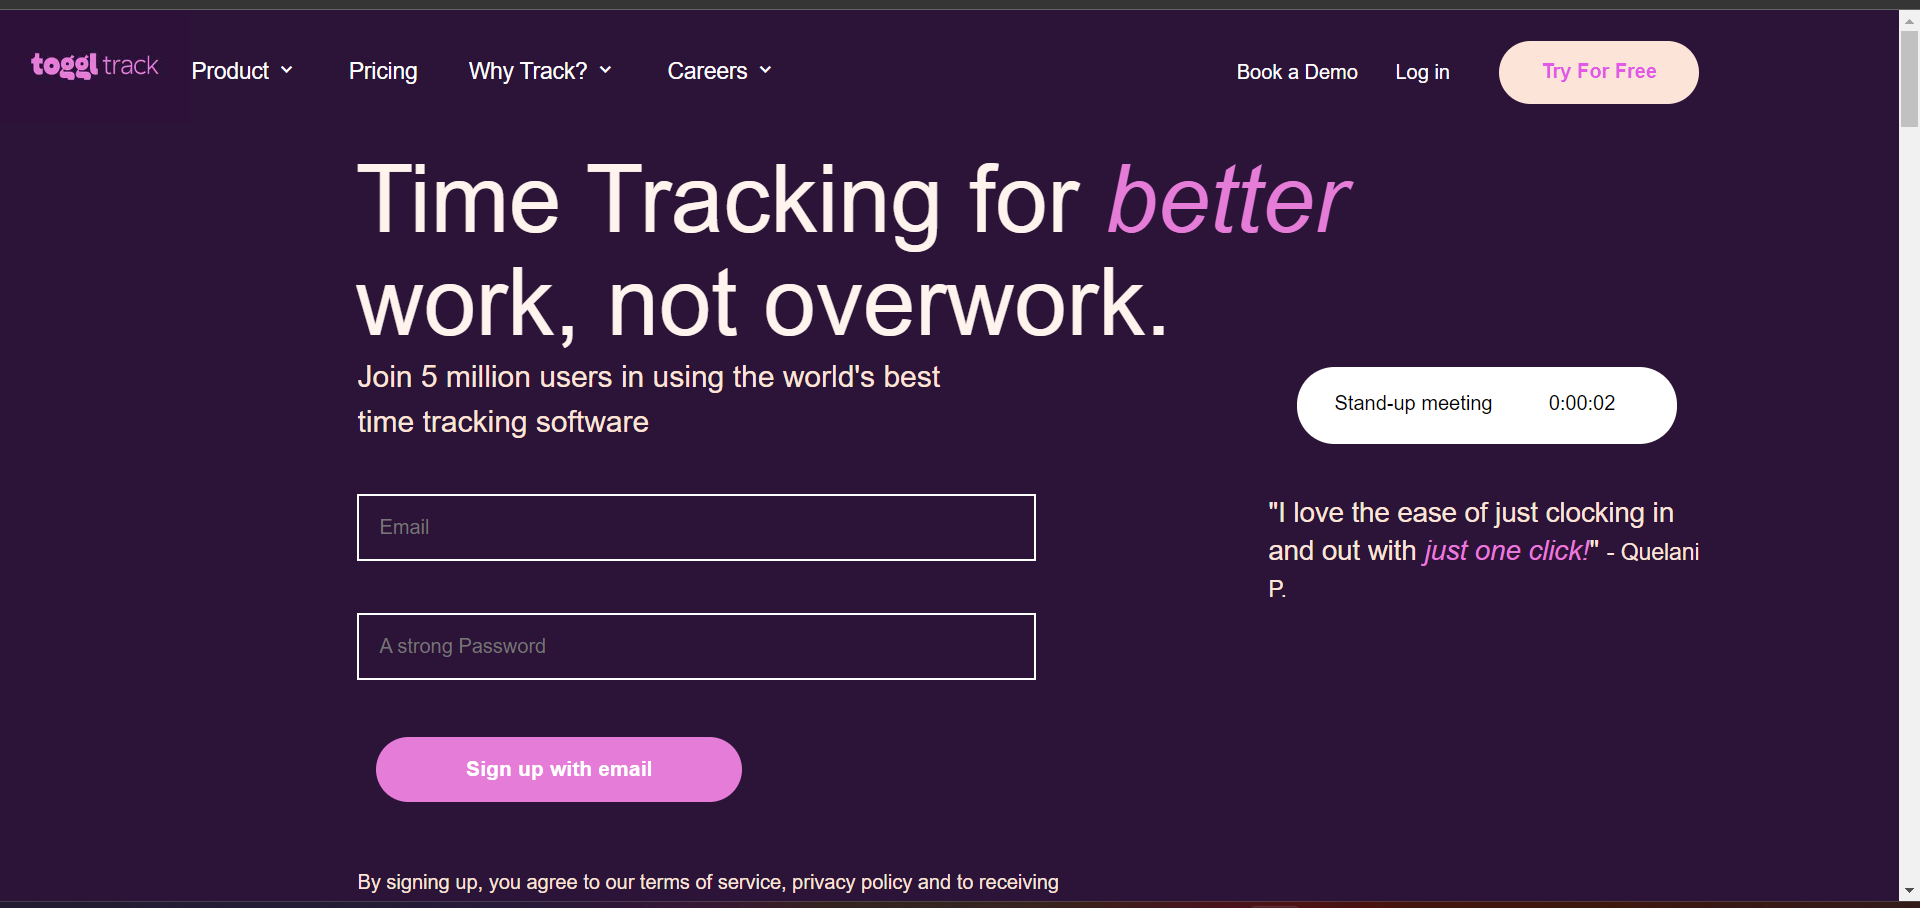 toggl track
Product
Pricing
Why Track?
Careers
Book a Demo
Log in
Try For Free
Time Tracking for better
work, not overwork.
Join 5 million users in using the world's best
time tracking software
Stand-up meeting 0:00:02
Email
"I love the ease of just clocking in
and out with just one click!" - Quelani
P.
A strong Password
Sign up with email
By signing up, you agree to our terms of service, privacy policy and to receiving